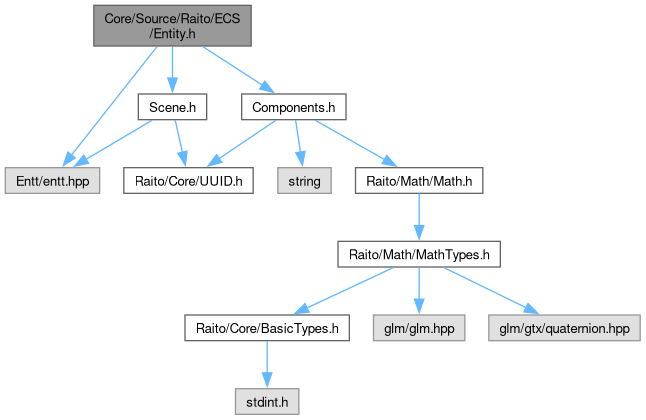 Core/Source/Raito/ECS
/Entity.h
Scene.h
Components.h
Entt/entt.hpp
Raito/Core/UUID.h
string
Raito/Math/Math.h
Raito/Math/MathTypes.h
Raito/Core/BasicTypes.h
glm/glm.hpp
glm/gtx/quaternion.hpp
stdint.h